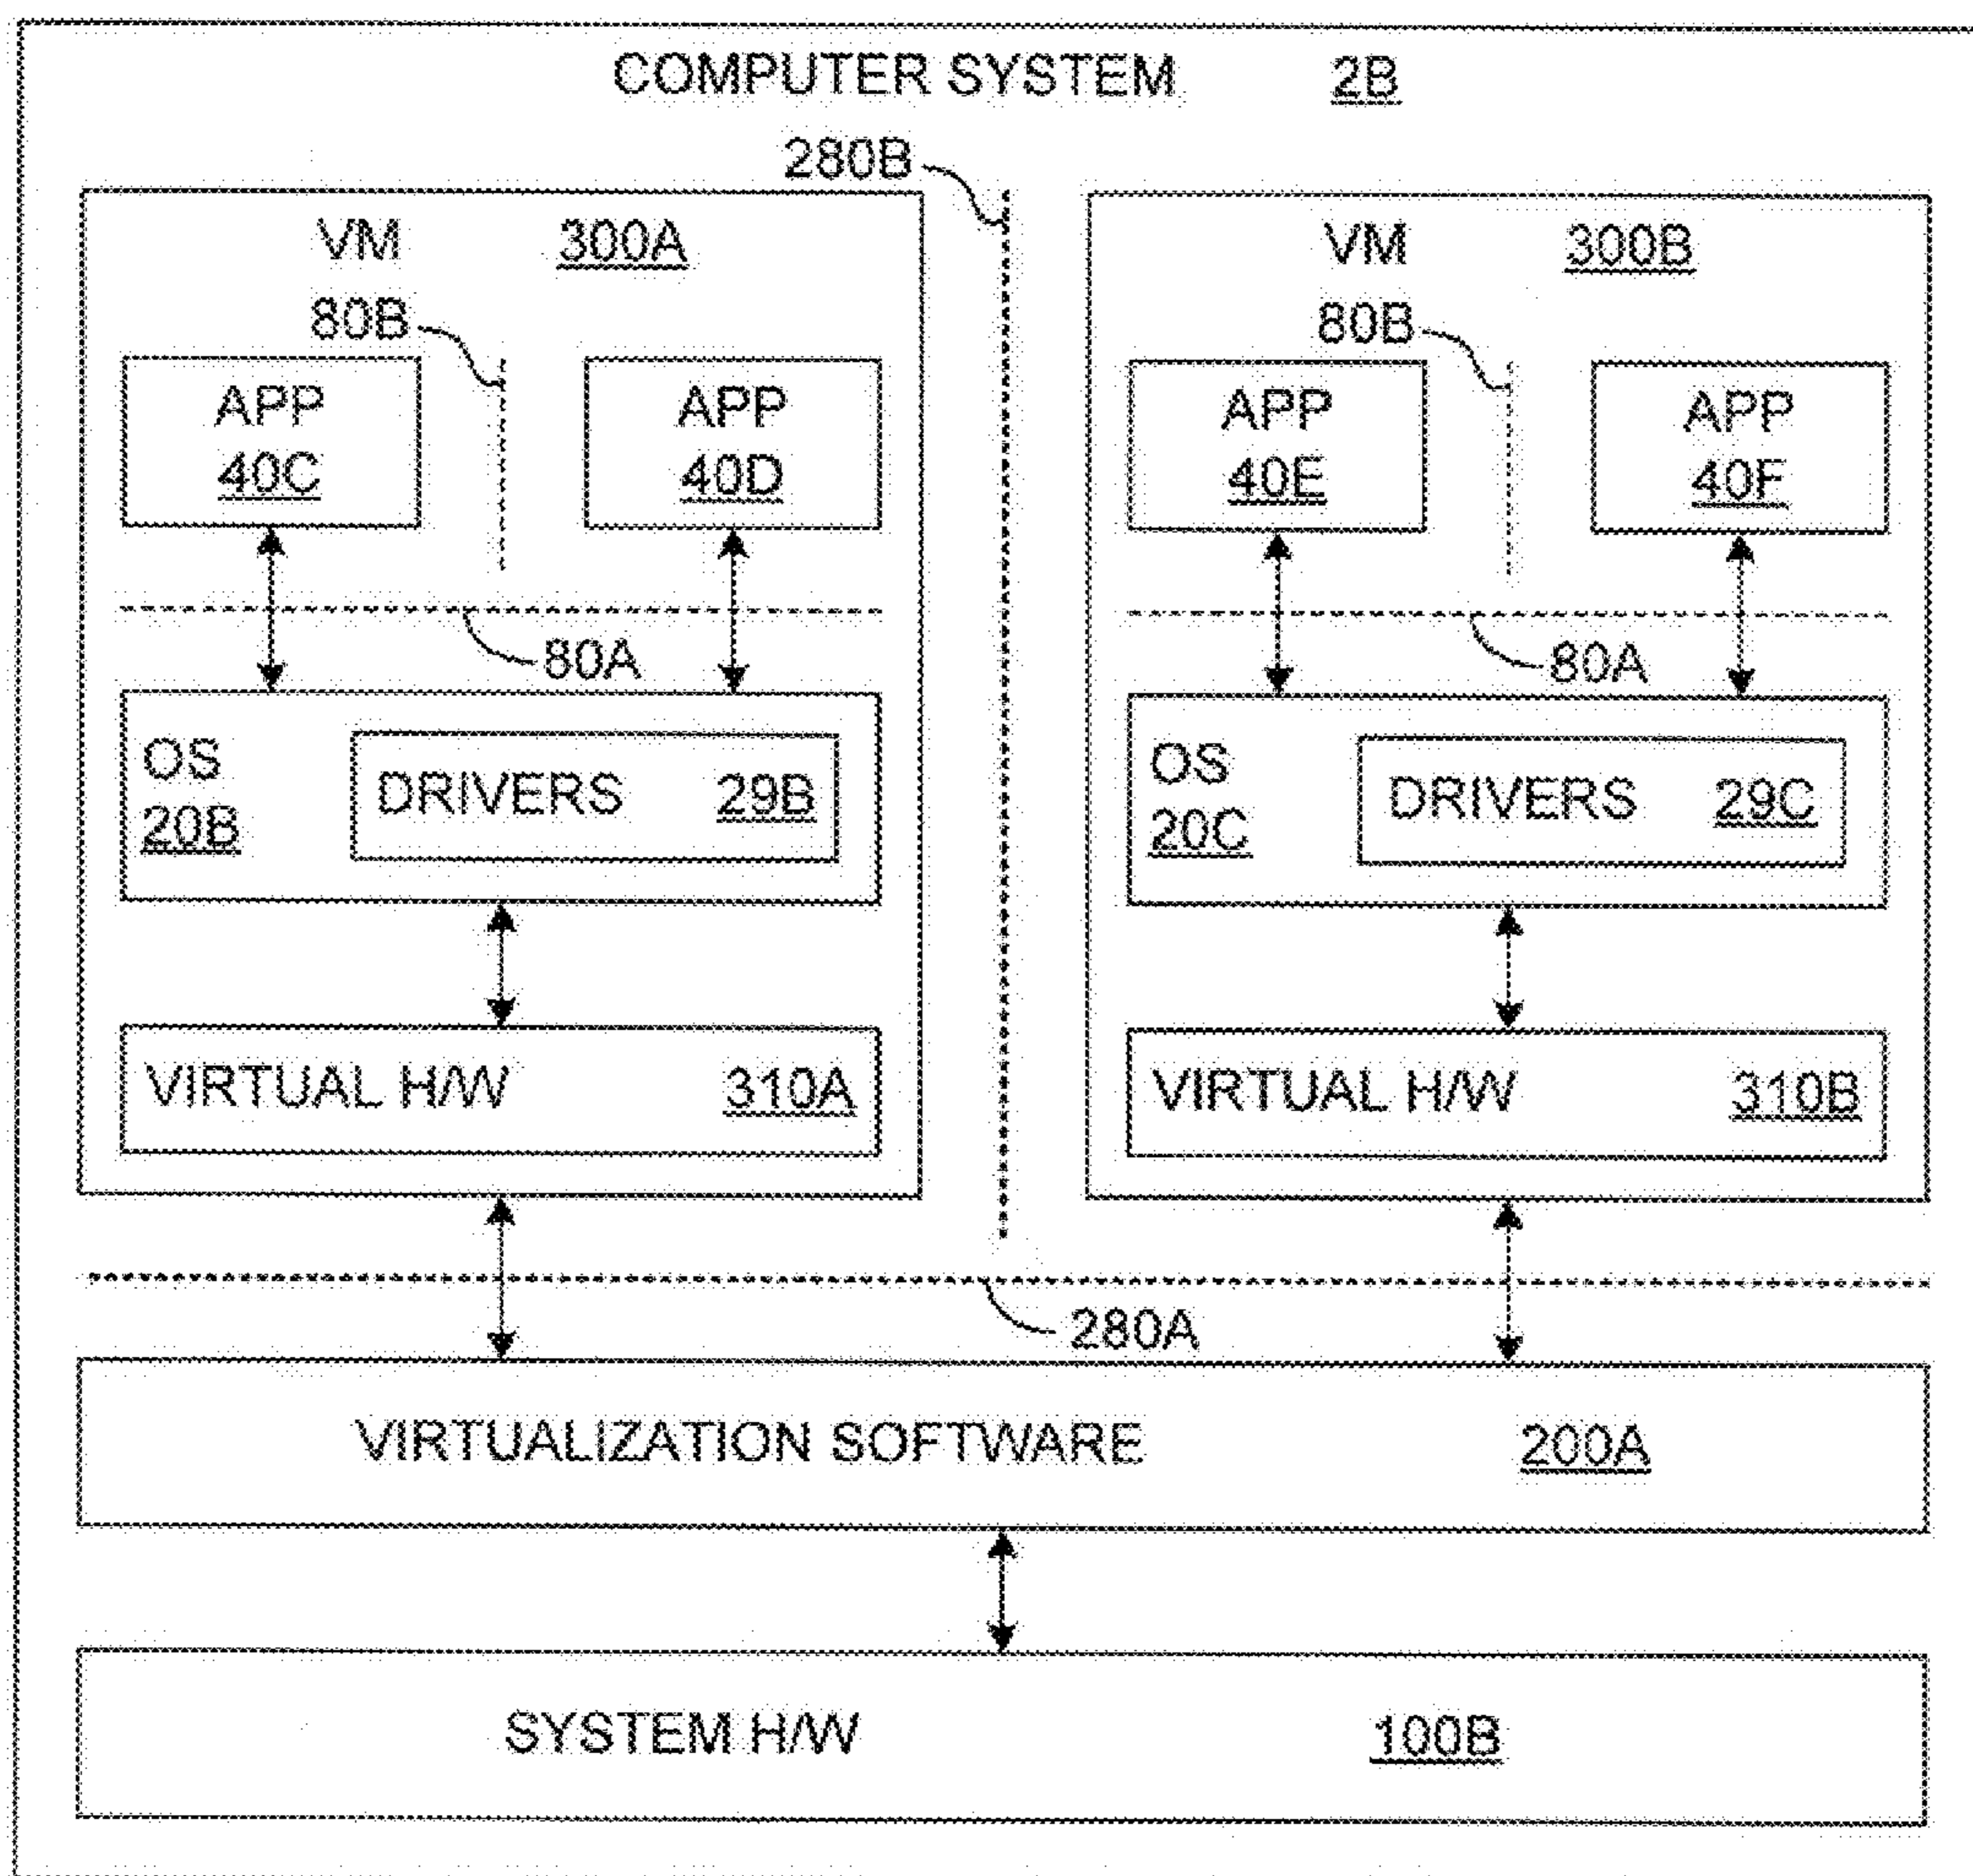 COMPUTER SYSTEM 2B
280B
VM 300A
80B
APP
40C
APP
40D
80A
OS
20B
DRIVERS 29B
VIRTUAL H/W 310A
VM 300B
80B
APP
40E
APP
40F
80A
OS
20C
DRIVERS 29C
VIRTUAL H/W 310B
280A
VIRTUALIZATION SOFTWARE 200A
SYSTEM H/W 100B